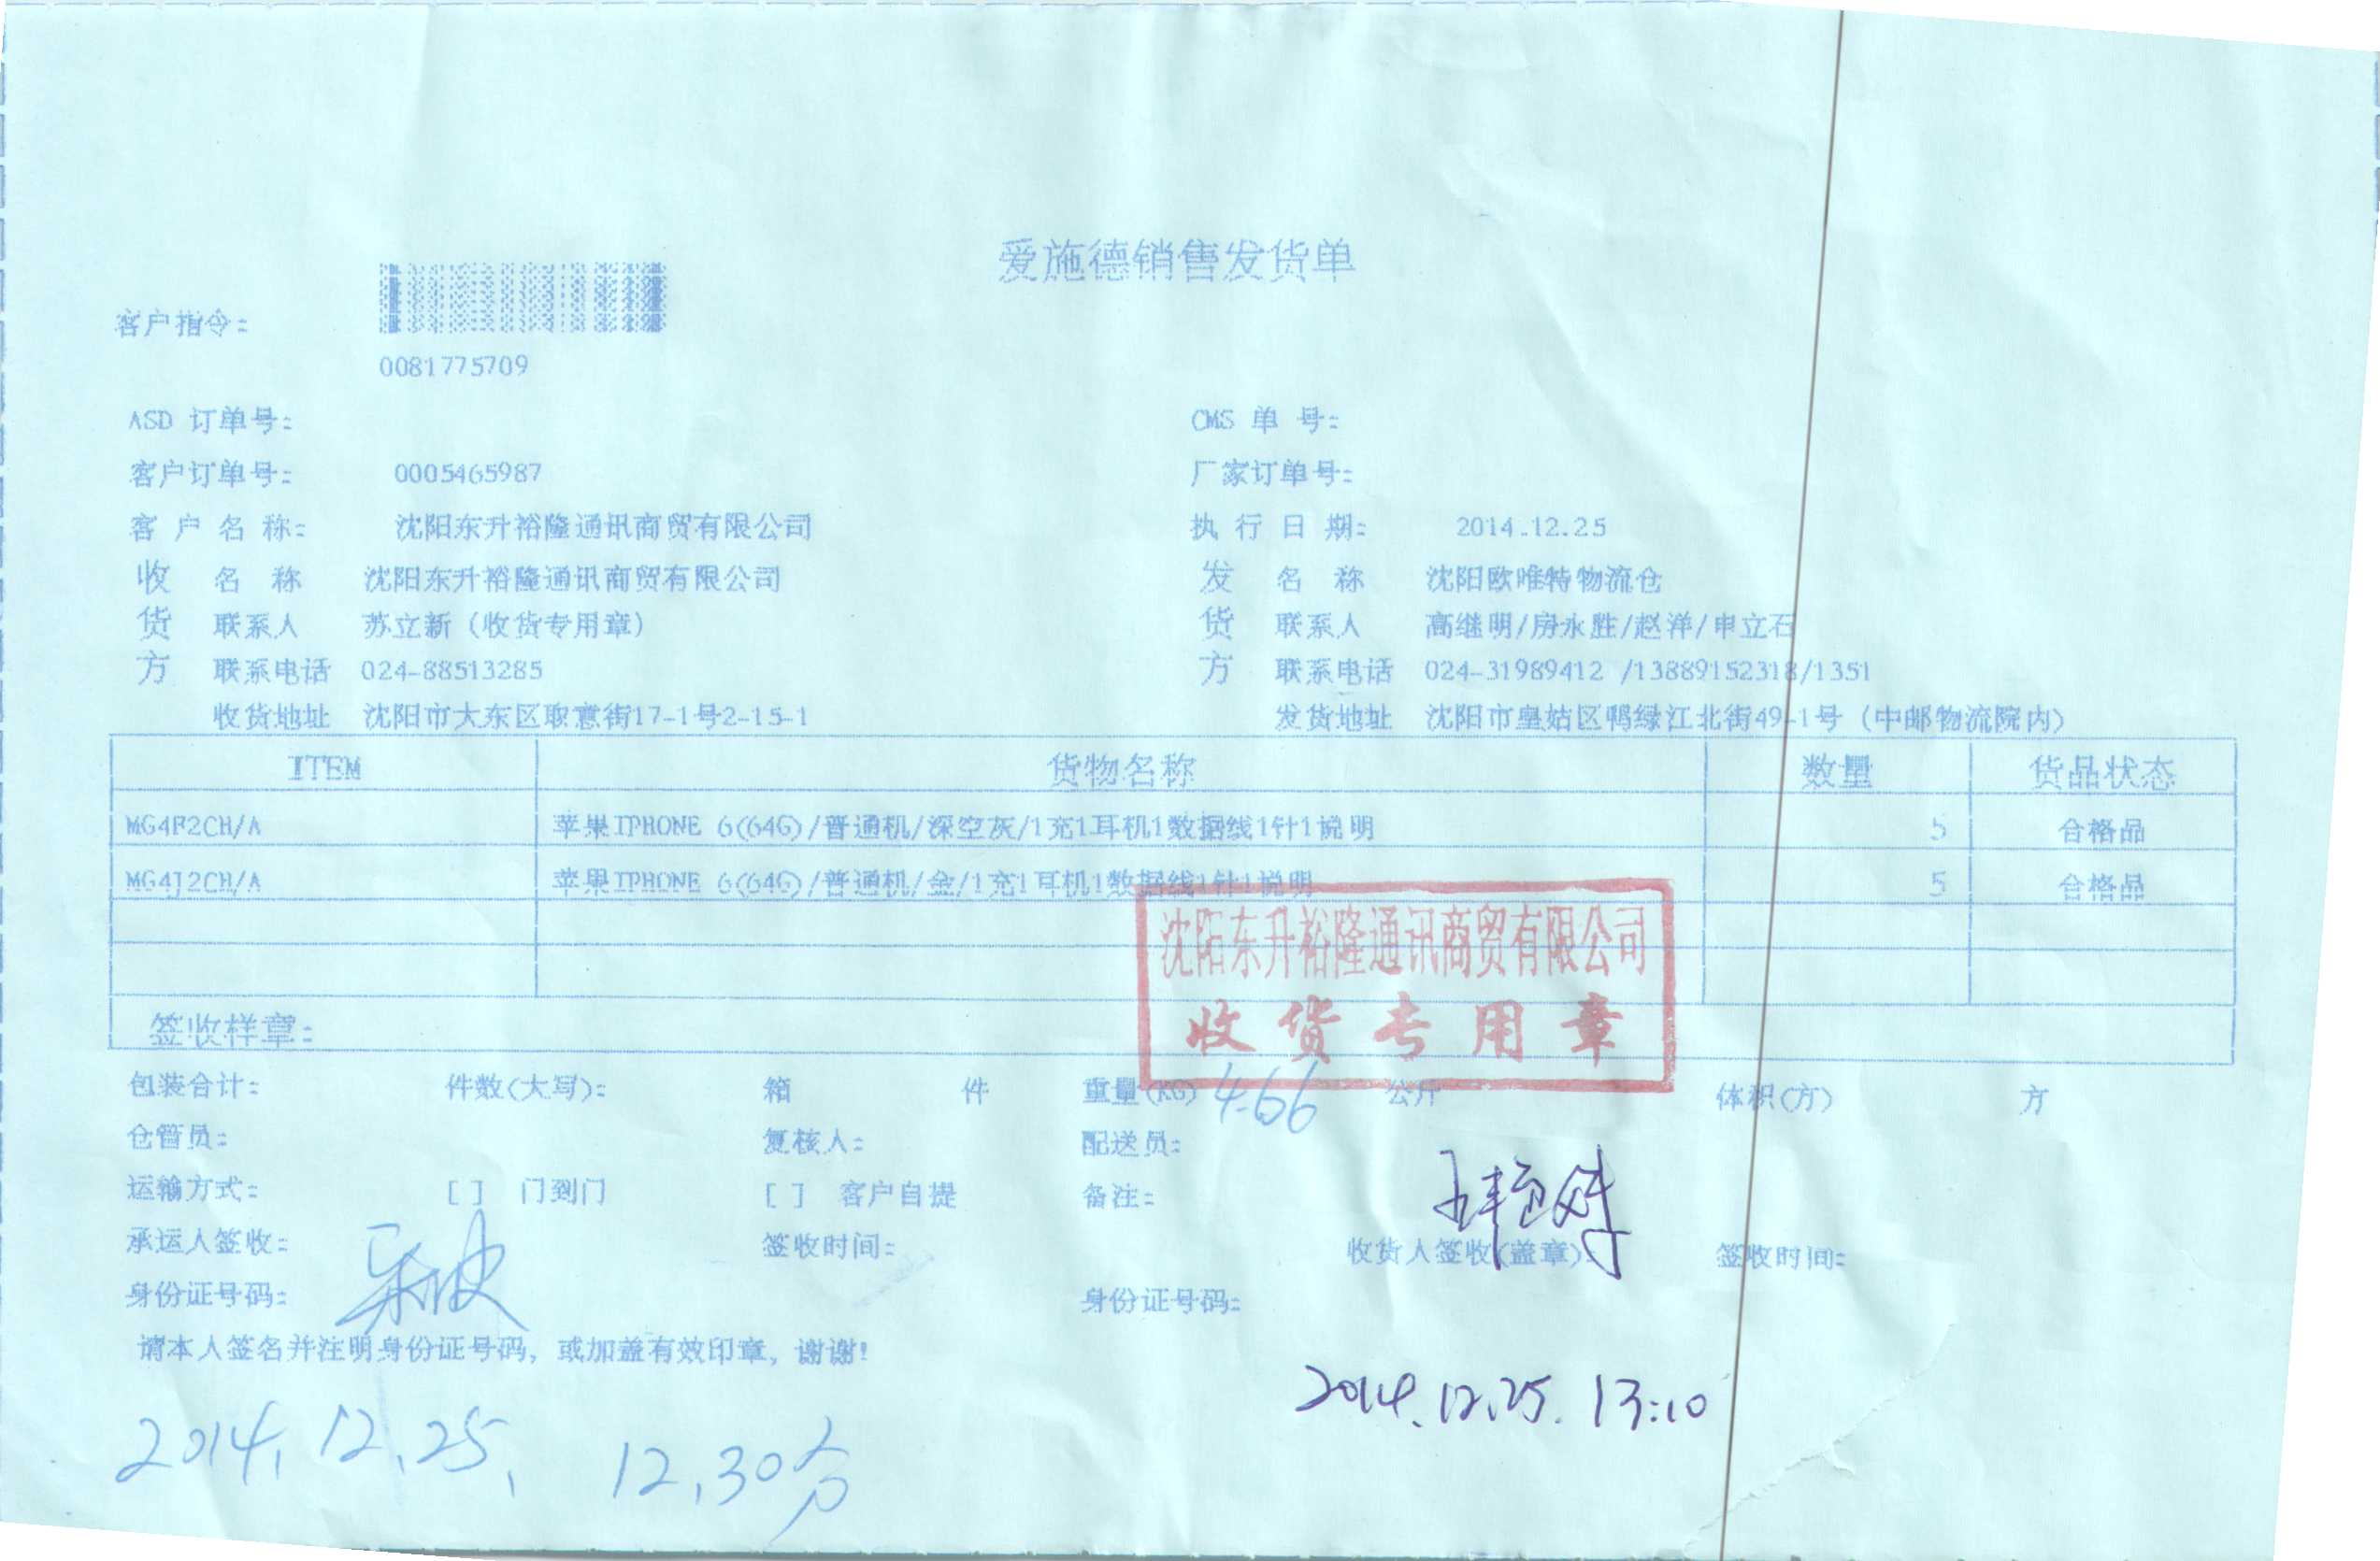 爱施德销售发货单
客户指令:
0081775709
ASD 订单号: CMS 单 号:
客户订单号: 0005465987 厂家订单号:
客 户 名 称: 沈阳东升裕隆通讯商贸有限公司 执 行 日 期: 2014.12.25
收 名 称 沈阳东升裕隆通讯商贸有限公司 发 名 称 沈阳欧唯特物流仓
货 联系人 苏立新(收货专用章) 货 联系人 高继明/房永胜/赵洋/申立石
方 联系电话 024-88513285 方 联系电话 024-31989412 /13889152318/1351
收货地址 沈阳市大东区取意街17-1号2-15-1 发货地址 沈阳市皇姑区鸭绿江北街49-1号 (中邮物流院内)
ITEM 货物名称 数量 货品状态
MG4F2CH/A 苹果IPHONE 6(64G)/普通机/深空灰/1充1耳机1数据线1针1说明 5 合格品
MG4J2CH/A 苹果IPHONE 6(64G)/普通机/金/1充1耳机1数据线1针1说明 5 合格品
沈阳东升裕隆通讯商贸有限公司
收货专用章
签收样章:
包装合计: 件数(大写): 箱 件 重量(KG) 4.66 公斤 体积(方) 方
仓管员: 复核人: 配送员:
运输方式: [ ] 门到门 [ ] 客户自提 备注:
承运人签收: 签收时间: 收货人签收(盖章): 签收时间:
身份证号码: 身份证号码:
请本人签名并注明身份证号码, 或加盖有效印章, 谢谢!
2014.12.25. 13:10
2014.12.25. 12.30分